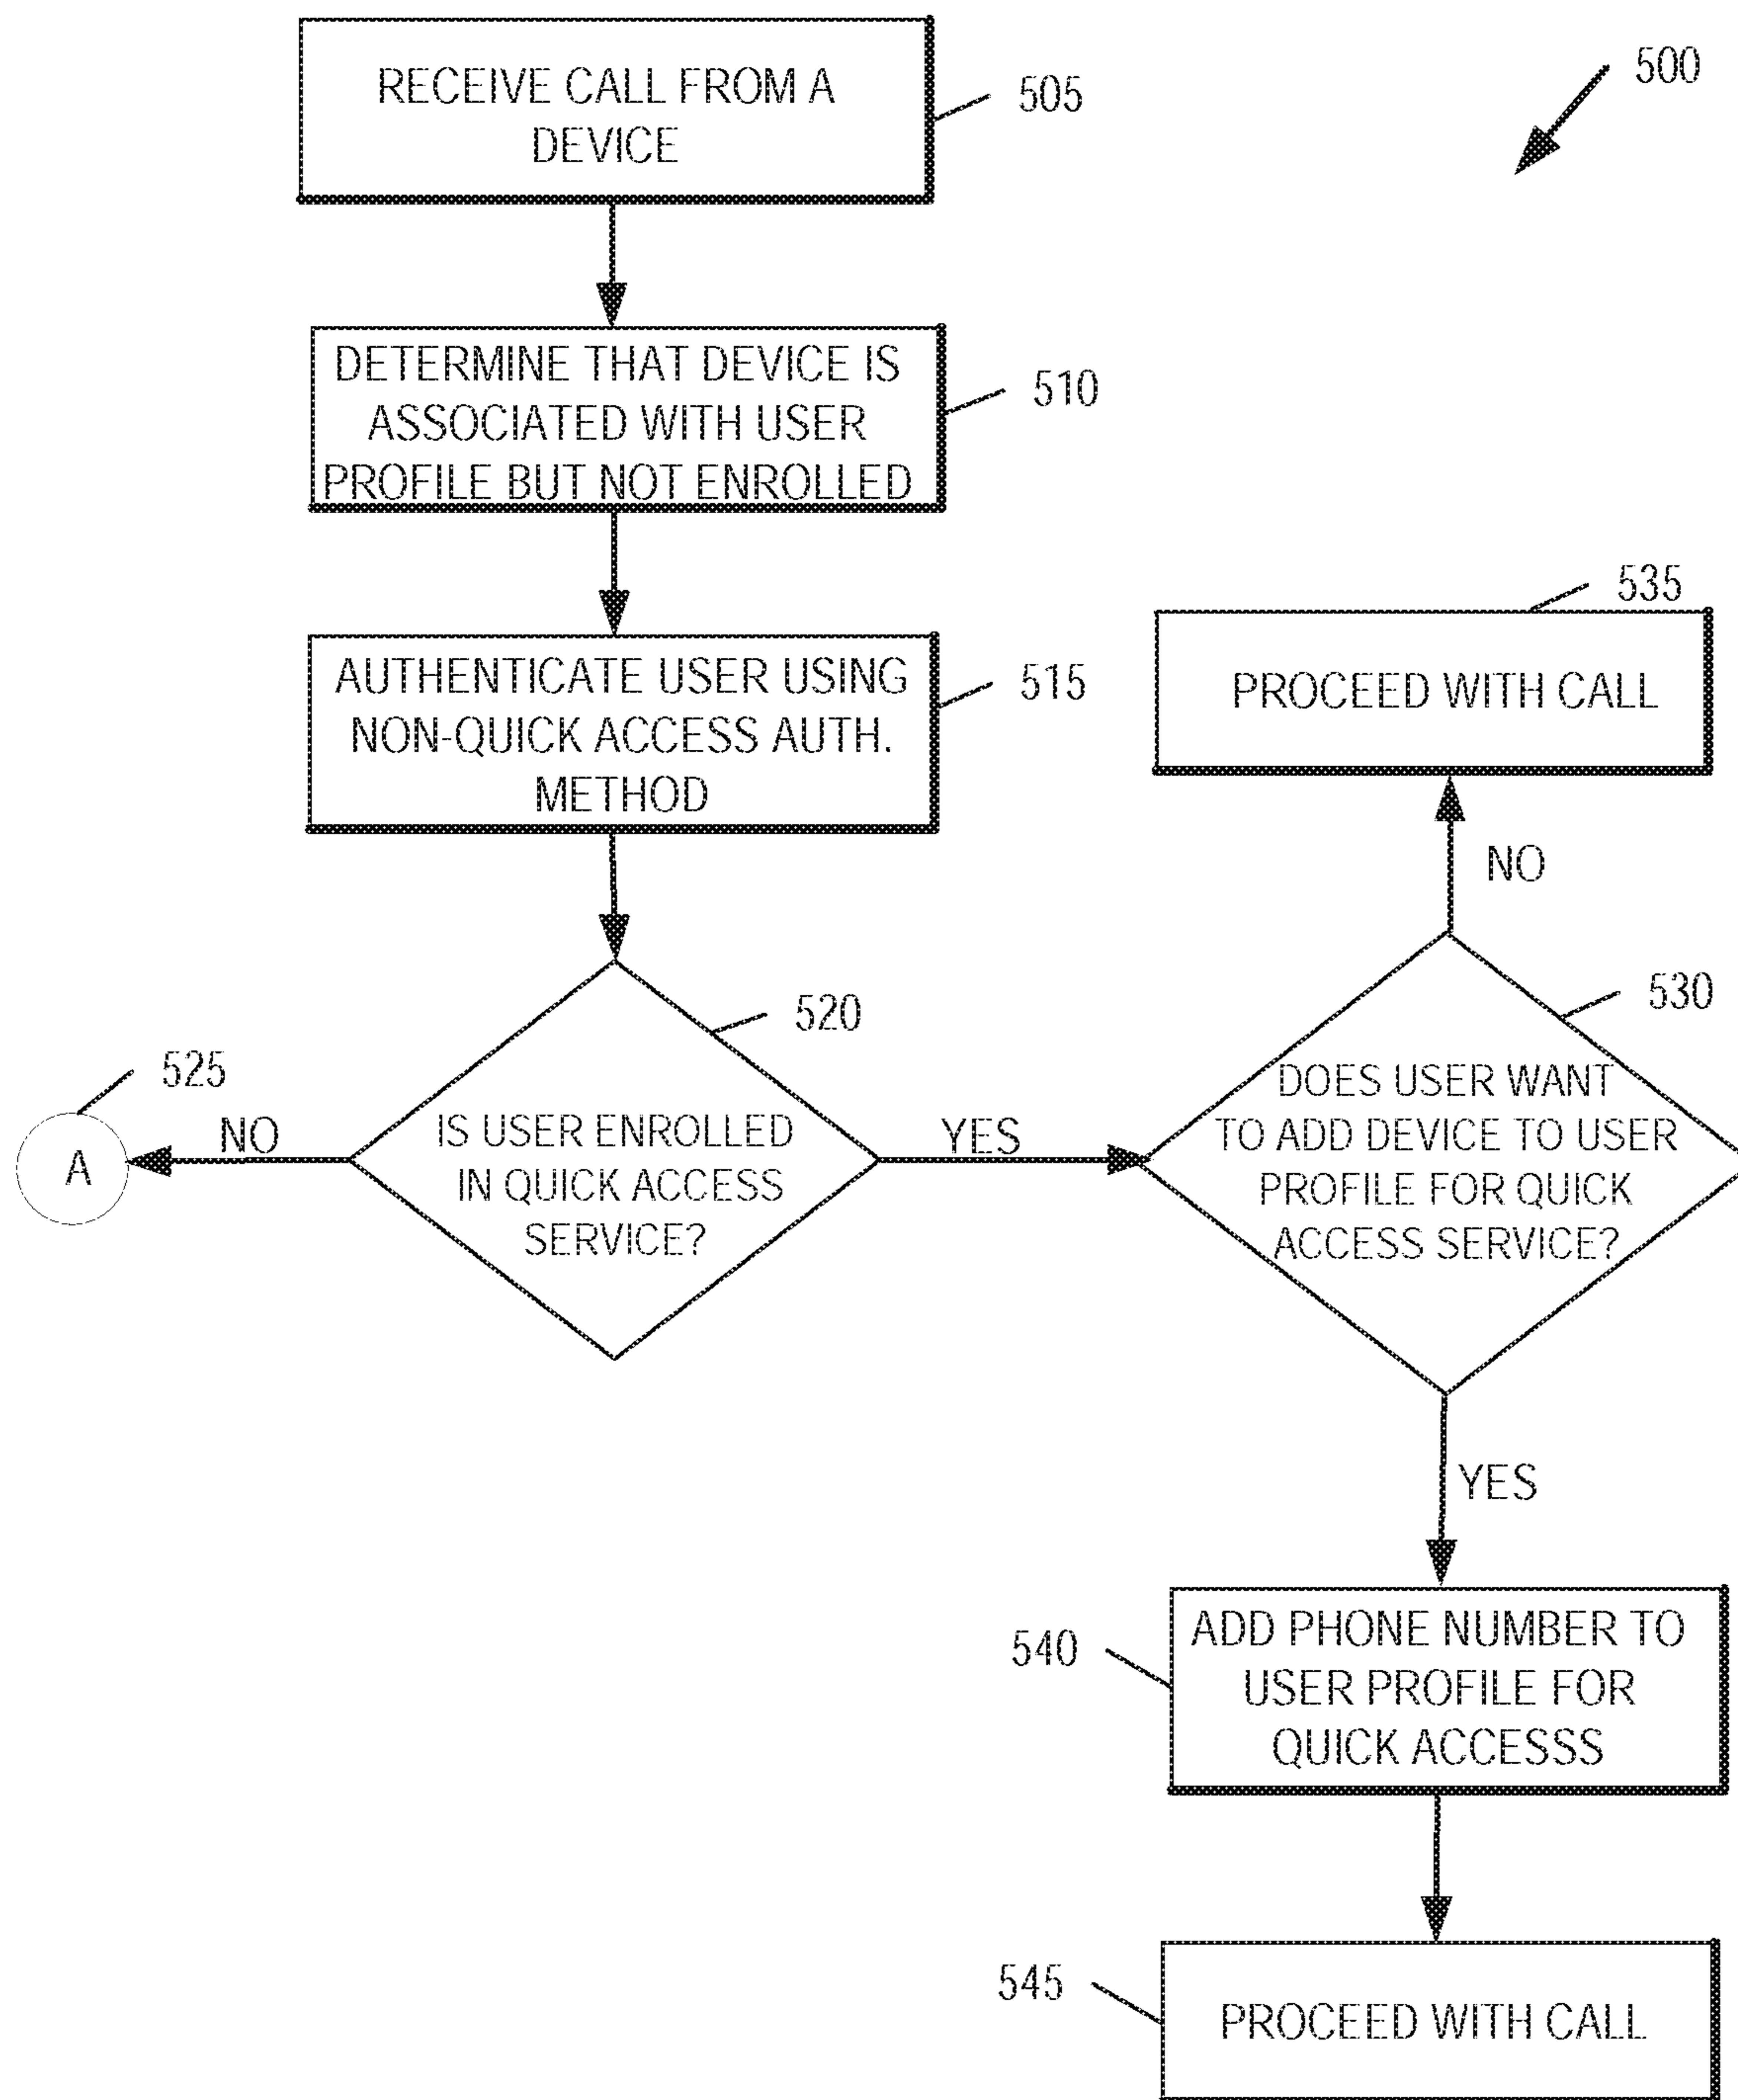 500
RECEIVE CALL FROM A
DEVICE
505
DETERMINE THAT DEVICE IS
ASSOCIATED WITH USER
PROFILE BUT NOT ENROLLED
510
AUTHENTICATE USER USING
NON-QUICK ACCESS AUTH.
METHOD
515
520
IS USER ENROLLED
IN QUICK ACCESS
SERVICE?
NO
525
A
YES
530
DOES USER WANT
TO ADD DEVICE TO USER
PROFILE FOR QUICK
ACCESS SERVICE?
NO
535
PROCEED WITH CALL
YES
540
ADD PHONE NUMBER TO
USER PROFILE FOR
QUICK ACCESSS
545
PROCEED WITH CALL